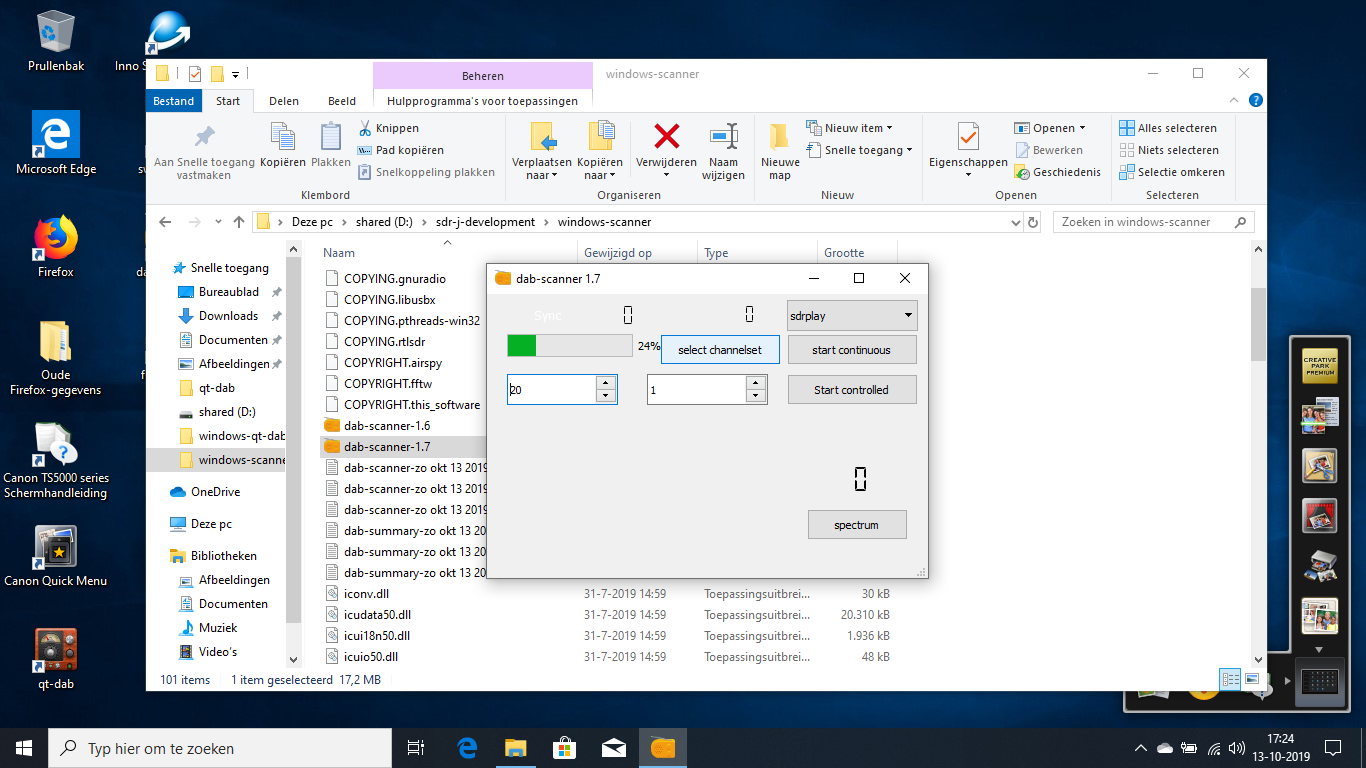 Prullenbak
Inno S
Microsoft Edge
sw
Firefox
da
Oude
Firefox-gegevens
f
Canon TS5000 series
Schermhandleiding
Canon Quick Menu
qt-dab
Beheren
windows-scanner
Bestand
Start
Delen
Beeld
Hulpprogramma's voor toepassingen
Aan Snelle toegang
vastmaken
Kopiëren
Plakken
Knippen
Pad kopiëren
Snelkoppeling plakken
Klembord
Verplaatsen
naar
Kopiëren
naar
Verwijderen
Naam
wijzigen
Organiseren
Nieuwe
map
Nieuw item
Snelle toegang
Nieuw
Eigenschappen
Openen
Bewerken
Geschiedenis
Openen
Alles selecteren
Niets selecteren
Selectie omkeren
Selecteren
Deze pc
shared (D:)
sdr-j-development
windows-scanner
Zoeken in windows-scanner
Snelle toegang
Bureaublad
Downloads
Documenten
Afbeeldingen
qt-dab
shared (D:)
windows-qt-dab
windows-scanne
OneDrive
Deze pc
Bibliotheken
Afbeeldingen
Documenten
Muziek
Video's
Naam
Gewijzigd op
Type
Grootte
COPYING.gnuradio
COPYING.libusbx
COPYING.pthreads-win32
COPYING.rtlsdr
COPYRIGHT.airspy
COPYRIGHT.fftw
COPYRIGHT.this_software
dab-scanner-1.6
dab-scanner-1.7
dab-scanner-zo okt 13 2019
dab-scanner-zo okt 13 2019
dab-scanner-zo okt 13 2019
dab-summary-zo okt 13 20
dab-summary-zo okt 13 20
dab-summary-zo okt 13 20
iconv.dll 31-7-2019 14:59 Toepassingsuitbrei... 30 kB
icudata50.dll 31-7-2019 14:59 Toepassingsuitbrei... 20.310 kB
icui18n50.dll 31-7-2019 14:59 Toepassingsuitbrei... 1.936 kB
icuio50.dll 31-7-2019 14:59 Toepassingsuitbrei... 48 kB
101 items 1 item geselecteerd 17,2 MB
dab-scanner 1.7
Sync
0
0
sdrplay
24%
select channelset
start continuous
20
1
Start controlled
0
spectrum
CREATIVE
PARK
PREMIUM
Typ hier om te zoeken
17:24
13-10-2019